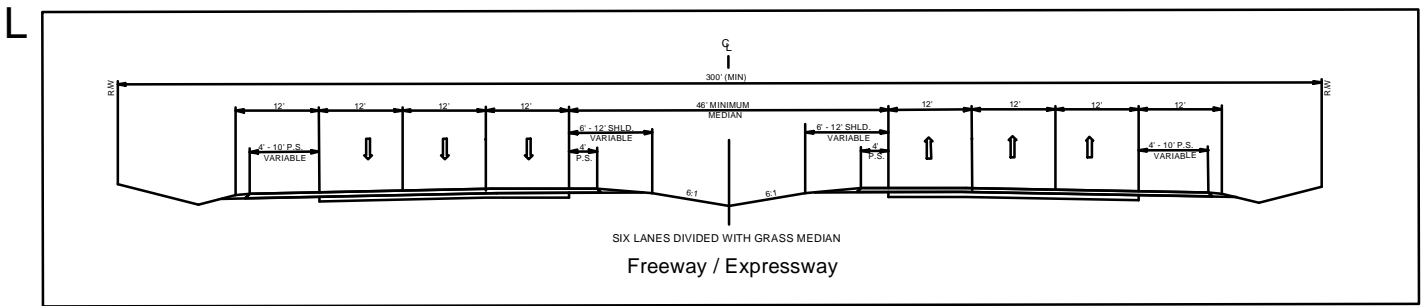 L
CL
300' (MIN)
R.W
R.W
12' 12' 12' 12' 46' MINIMUM 12' 12' 12' 12'
MEDIAN
6' - 12' SHLD.
VARIABLE
6' - 12' SHLD.
VARIABLE
4' - 10' P.S.
VARIABLE
4'
P.S.
4'
P.S.
4' - 10' P.S.
VARIABLE
6:1 6:1
SIX LANES DIVIDED WITH GRASS MEDIAN
Freeway / Expressway